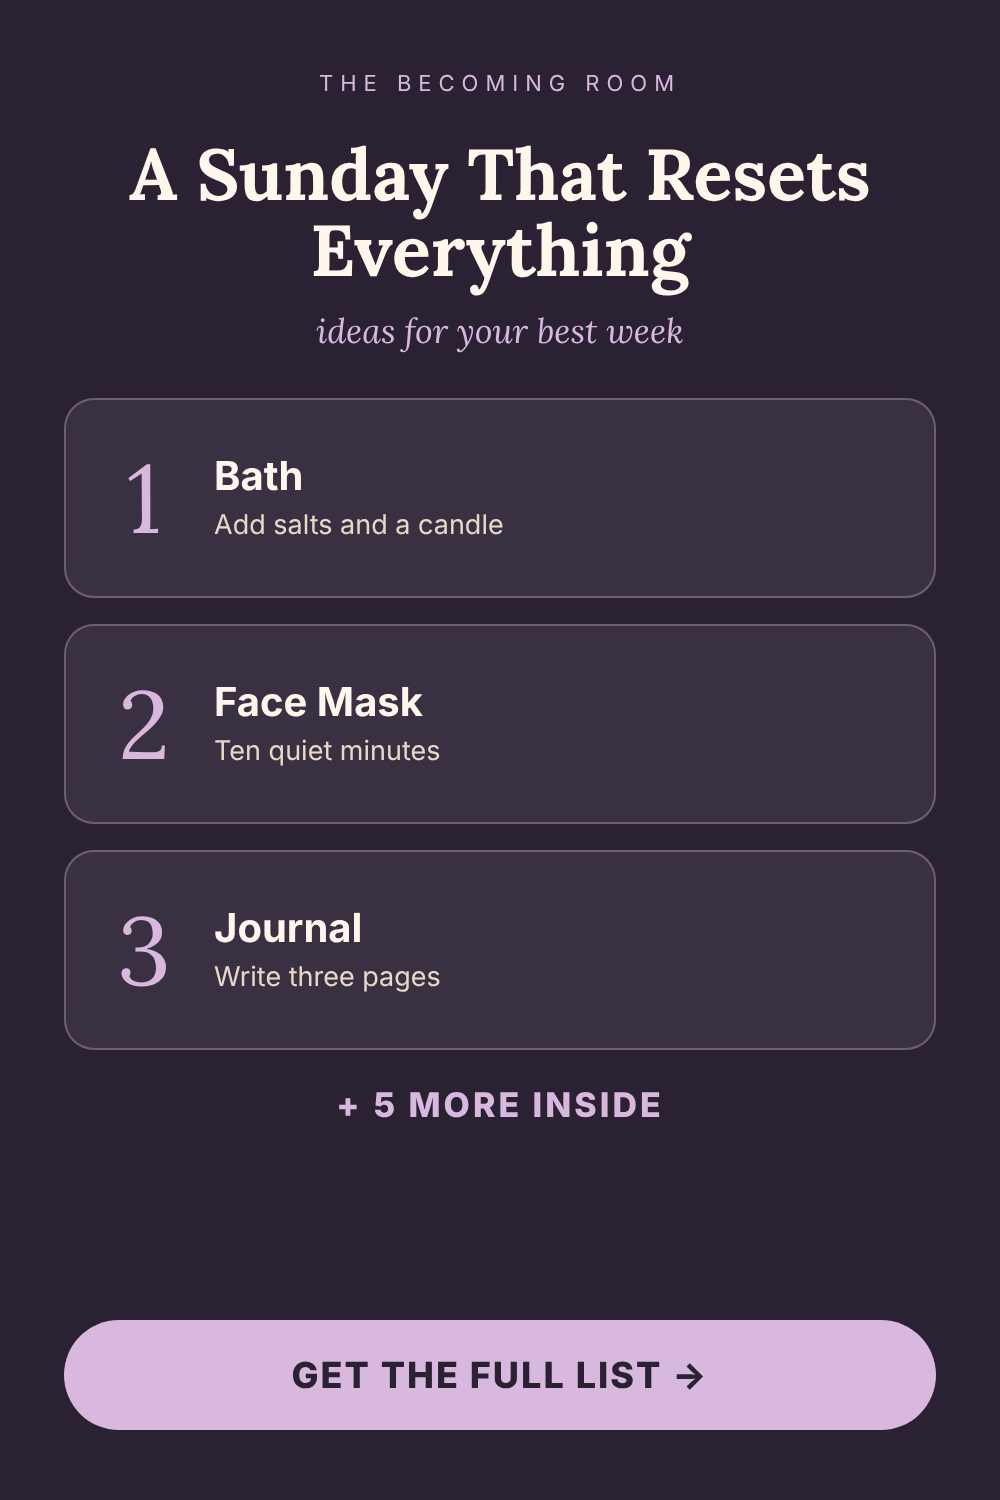 THE BECOMING ROOM
A Sunday That Resets
Everything
ideas for your best week
1
Bath
Add salts and a candle
2
Face Mask
Ten quiet minutes
3
Journal
Write three pages
+ 5 MORE INSIDE
GET THE FULL LIST →